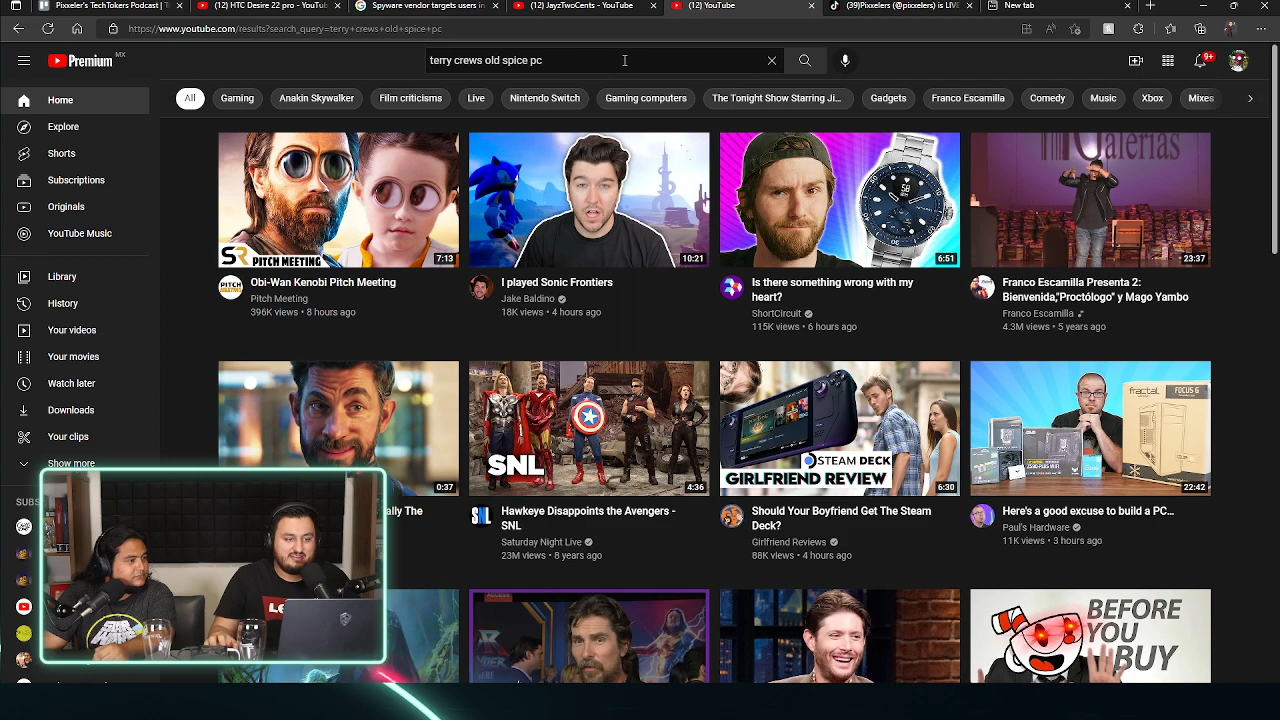 Pixxeler's TechTokers Podcast | Ti
(12) HTC Desire 22 pro - YouTub
Spyware vendor targets users in
(12) JayzTwoCents - YouTube
(12) YouTube
(39)Pixxelers (@pixxelers) is LIVE
New tab
https://www.youtube.com/results?search_query=terry+crews+old+spice+pc
Premium MX
terry crews old spice pc
9+
All
Gaming
Anakin Skywalker
Film criticisms
Live
Nintendo Switch
Gaming computers
The Tonight Show Starring Ji...
Gadgets
Franco Escamilla
Comedy
Music
Xbox
Mixes
Home
Explore
Shorts
Subscriptions
Originals
YouTube Music
Library
History
Your videos
Your movies
Watch later
Downloads
Your clips
Show more
SUBS
SR PITCH MEETING
7:13
Obi-Wan Kenobi Pitch Meeting
Pitch Meeting
396K views • 8 hours ago
10:21
I played Sonic Frontiers
Jake Baldino
18K views • 4 hours ago
6:51
Is there something wrong with my
heart?
ShortCircuit
115K views • 6 hours ago
Galerías
23:37
Franco Escamilla Presenta 2:
Bienvenida,"Proctólogo" y Mago Yambo
Franco Escamilla
4.3M views • 5 years ago
0:37
ally The
SNL
4:36
Hawkeye Disappoints the Avengers -
SNL
Saturday Night Live
23M views • 8 years ago
STEAM DECK
GIRLFRIEND REVIEW
6:30
Should Your Boyfriend Get The Steam
Deck?
Girlfriend Reviews
88K views • 4 hours ago
fractal FOCUS G
22:42
Here's a good excuse to build a PC...
Paul's Hardware
11K views • 3 hours ago
ACCESS
BEFORE
YOU
BUY